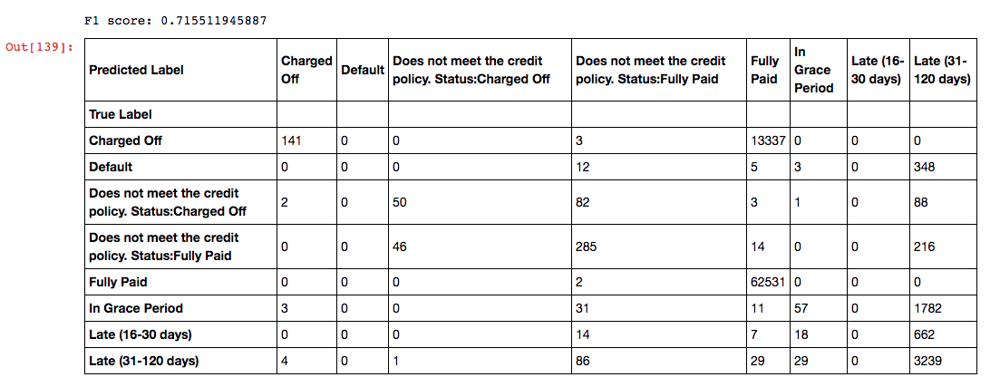 F1 score: 0.715511945887
Out[139]:
Predicted Label Charged Off Default Does not meet the credit policy. Status:Charged Off Does not meet the credit policy. Status:Fully Paid Fully Paid In Grace Period Late (16-30 days) Late (31-120 days)
True Label
Charged Off 141 0 0 3 13337 0 0 0
Default 0 0 0 12 5 3 0 348
Does not meet the credit policy. Status:Charged Off 2 0 50 82 3 1 0 88
Does not meet the credit policy. Status:Fully Paid 0 0 46 285 14 0 0 216
Fully Paid 0 0 0 2 62531 0 0 0
In Grace Period 3 0 0 31 11 57 0 1782
Late (16-30 days) 0 0 0 14 7 18 0 662
Late (31-120 days) 4 0 1 86 29 29 0 3239